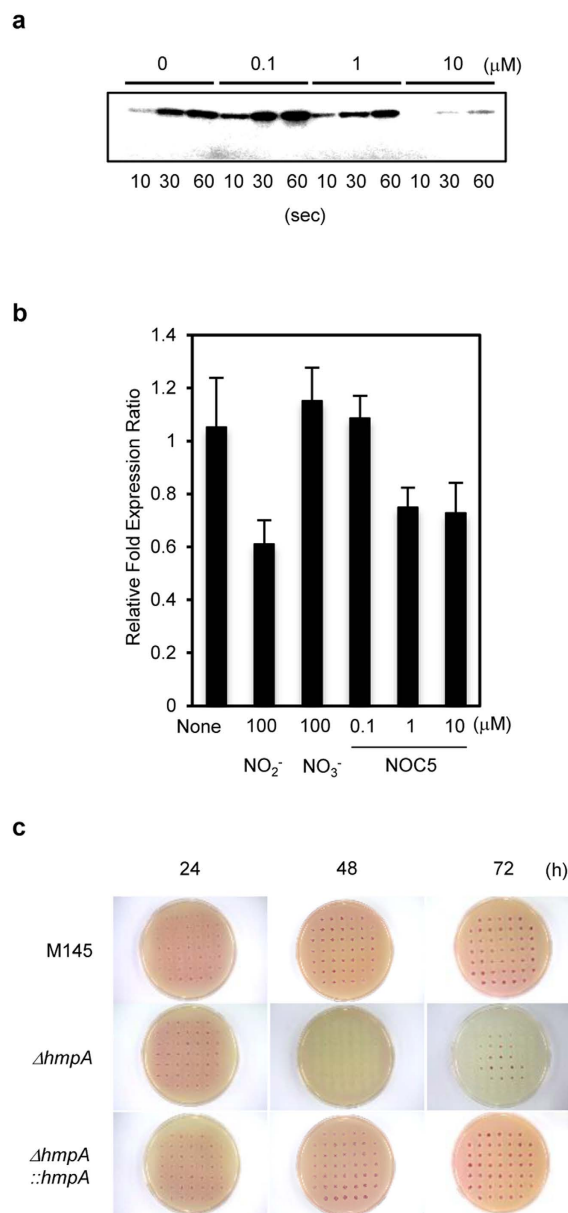 a
0 0.1 1 10 (μM)
10 30 60 10 30 60 10 30 60 10 30 60
(sec)
b
Relative Fold Expression Ratio
1.4
1.2
1
0.8
0.6
0.4
0.2
0
None 100 100 0.1 1 10 (μM)
NO₂⁻ NO₃⁻ NOC5
c
24 48 72 (h)
M145
ΔhmpA
ΔhmpA
::hmpA